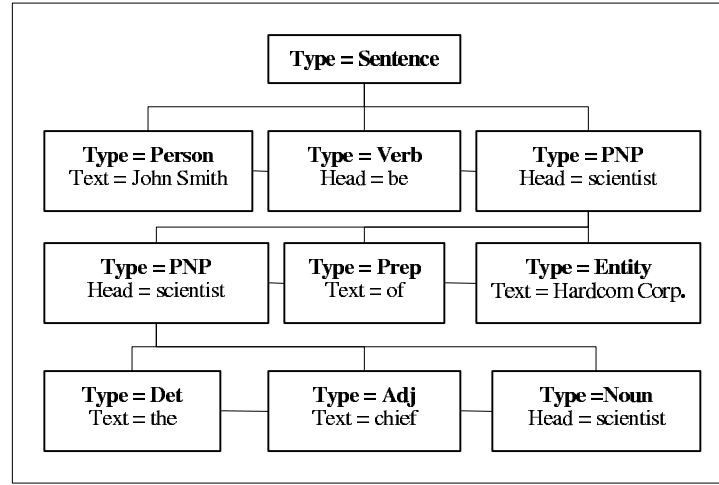 Type = Sentence
Type = Person
Text = John Smith
Type = Verb
Head = be
Type = PNP
Head = scientist
Type = PNP
Head = scientist
Type = Prep
Text = of
Type = Entity
Text = Hardcom Corp.
Type = Det
Text = the
Type = Adj
Text = chief
Type =Noun
Head = scientist